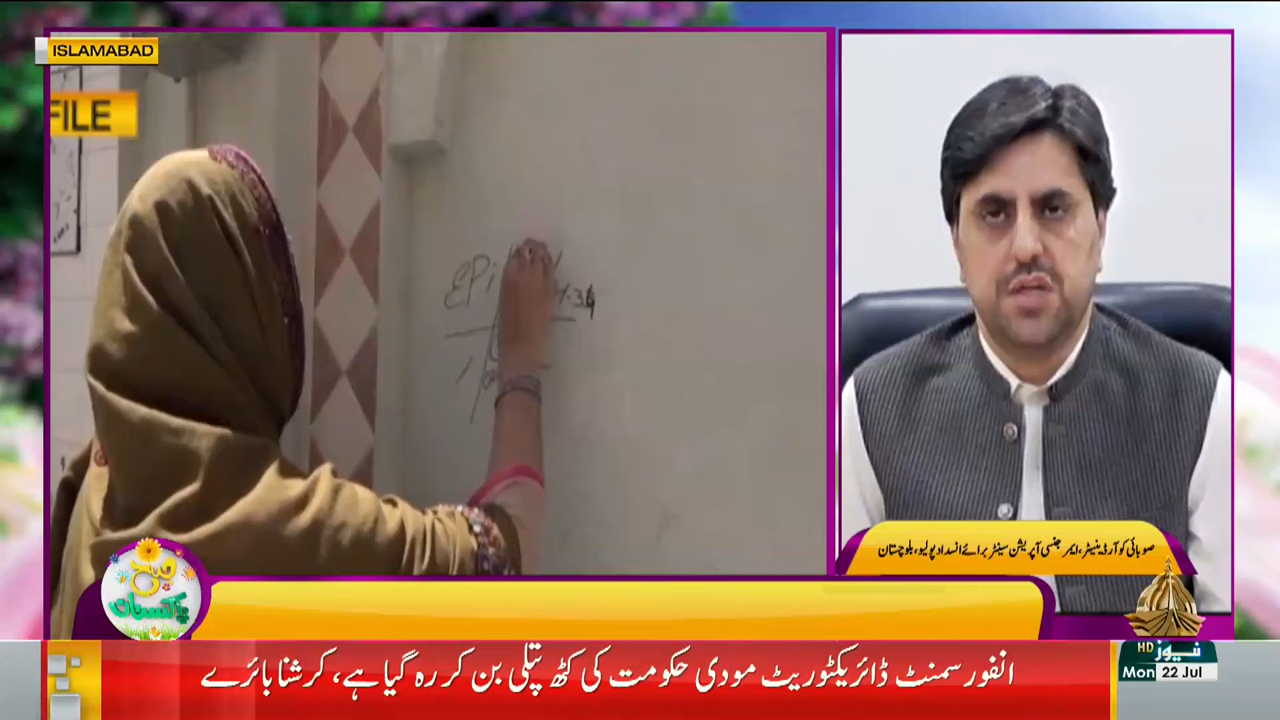 ISLAMABAD
FILE
EPi
صوبائی کوآرڈینیٹر، ایمرجنسی آپریشن سینٹر برائے انسداد پولیو، بلوچستان
پاکستان
انفورسمنٹ ڈائریکٹوریٹ مودی حکومت کی کٹھ پتلی بن کر رہ گیا ہے، کرشنا بائرے
نیوز HD
Mon 22 Jul